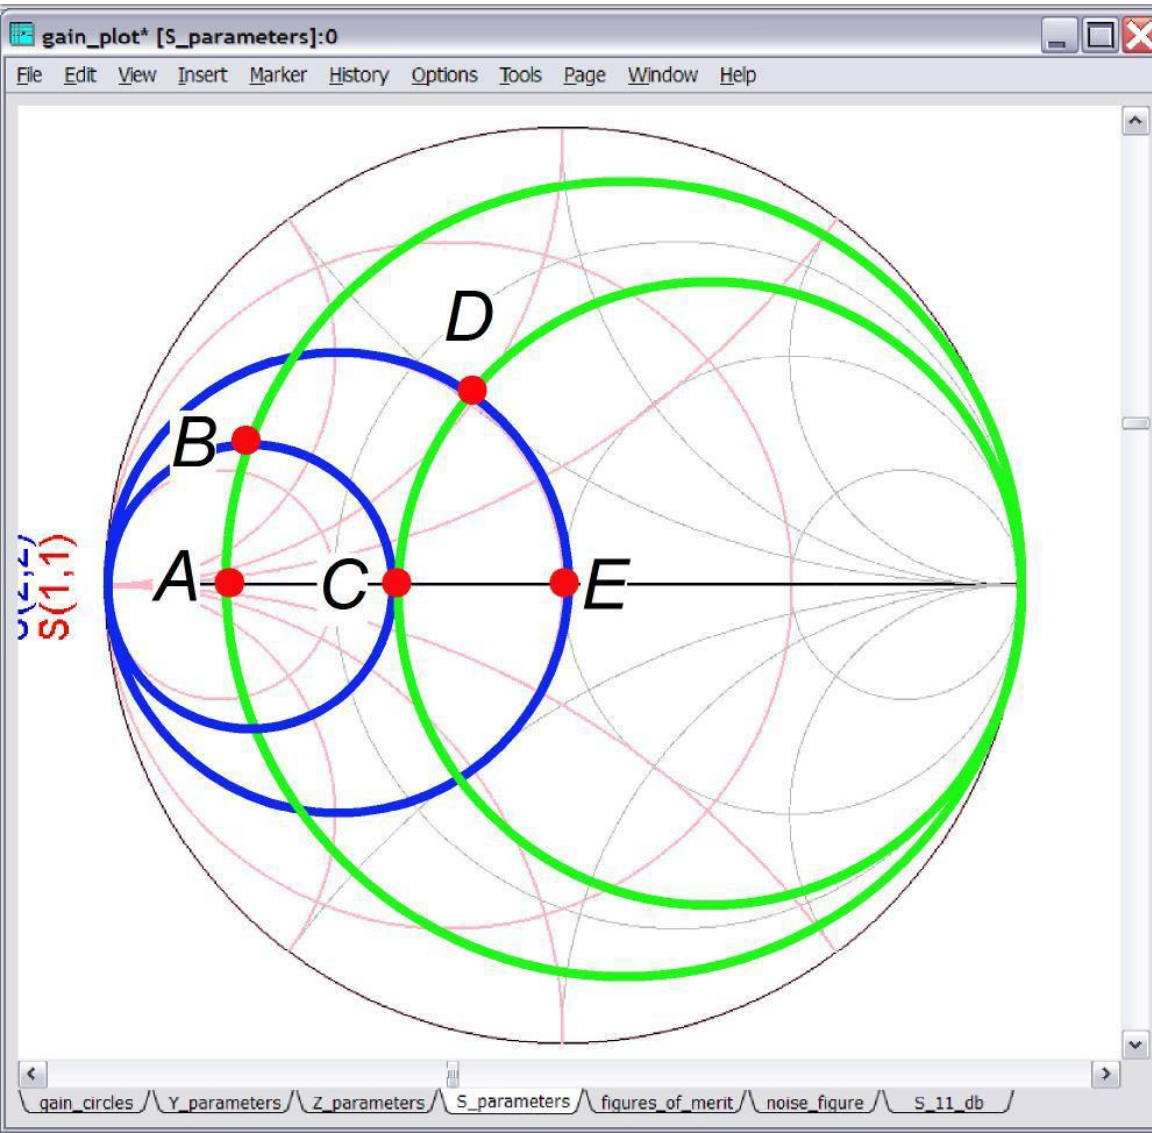 gain_plot* [S_parameters]:0
File Edit View Insert Marker History Options Tools Page Window Help
D
B
A
C
E
S(1,1)
gain_circles Y_parameters Z_parameters S_parameters figures_of_merit noise_figure S_11_db